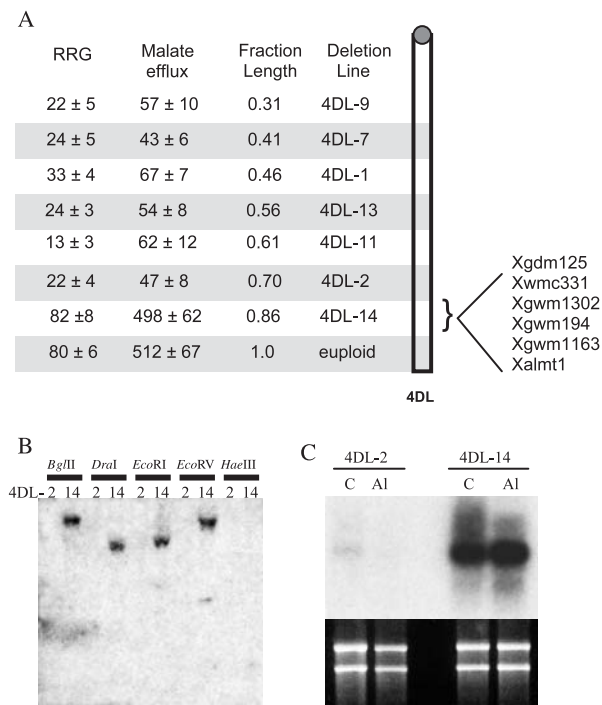 A
RRG Malate efflux Fraction Length Deletion Line
22 ± 5 57 ± 10 0.31 4DL-9
24 ± 5 43 ± 6 0.41 4DL-7
33 ± 4 67 ± 7 0.46 4DL-1
24 ± 3 54 ± 8 0.56 4DL-13
13 ± 3 62 ± 12 0.61 4DL-11
22 ± 4 47 ± 8 0.70 4DL-2
82 ±8 498 ± 62 0.86 4DL-14
80 ± 6 512 ± 67 1.0 euploid
}
Xgdm125
Xwmc331
Xgwm1302
Xgwm194
Xgwm1163
Xalmt1
4DL
B
BglII DraI EcoRI EcoRV HaeIII
4DL- 2 14 2 14 2 14 2 14 2 14
C
4DL-2 4DL-14
C Al C Al